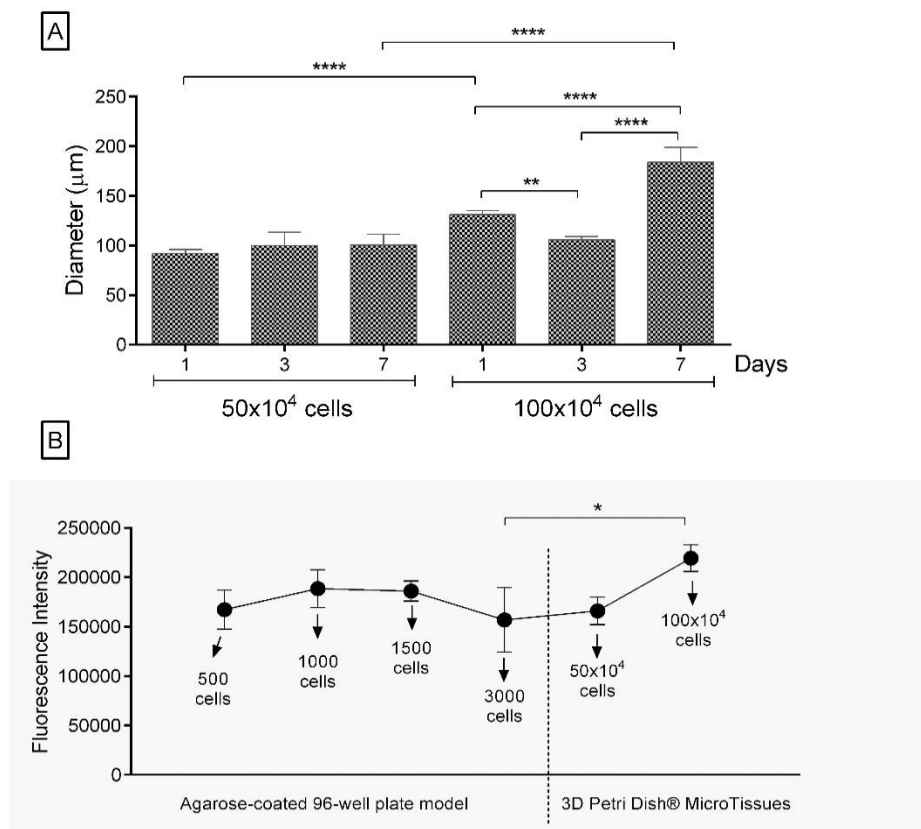 A
****
****
****
****
**
250
200
150
100
50
0
Diameter (μm)
1 3 7 1 3 7 Days
50x10⁴ cells 100x10⁴ cells
B
*
250000
200000
150000
100000
50000
0
Fluorescence Intensity
500
cells
1000
cells
1500
cells
3000
cells
50x10⁴
cells
100x10⁴
cells
Agarose-coated 96-well plate model 3D Petri Dish® MicroTissues